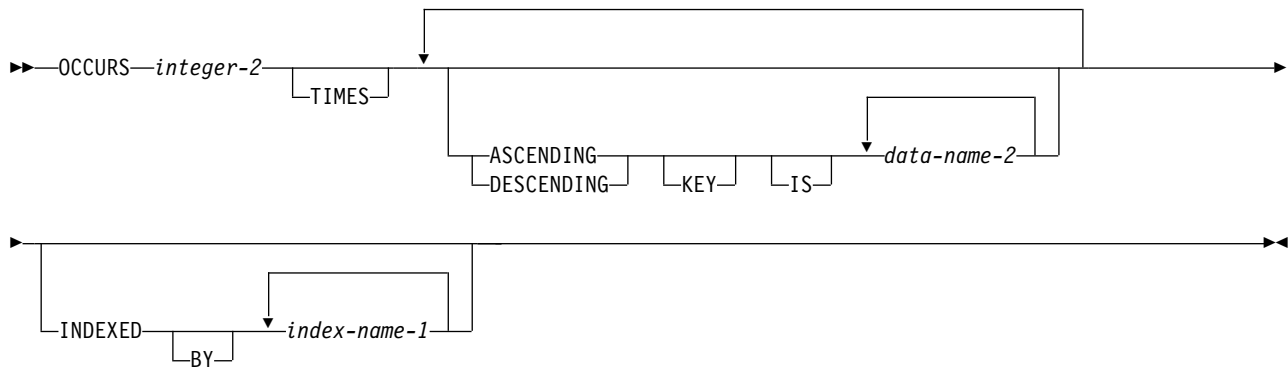 OCCURS integer-2
TIMES
ASCENDING
DESCENDING
KEY
IS
data-name-2
INDEXED
BY
index-name-1